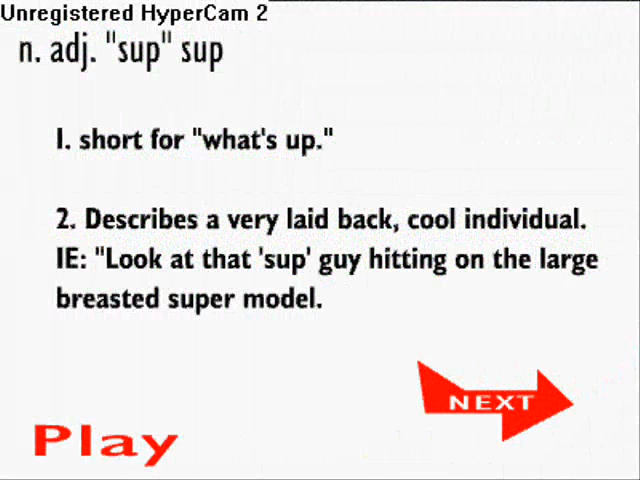 Unregistered HyperCam 2
n. adj. "sup" sup
1. short for "what's up."
2. Describes a very laid back, cool individual.
IE: "Look at that 'sup' guy hitting on the large
breasted super model.
NEXT
Play